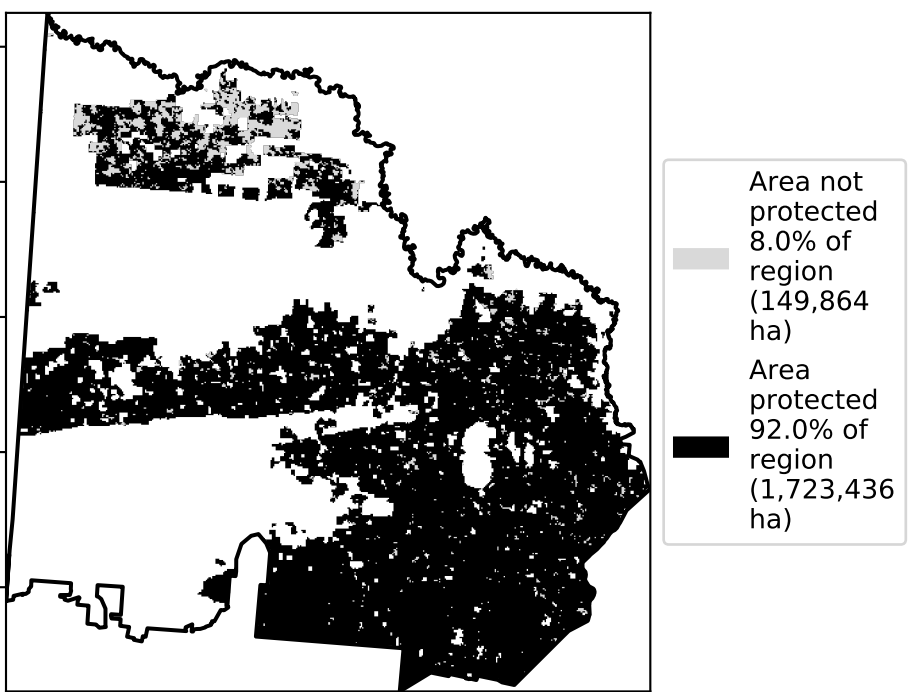 Area not
protected
8.0% of
region
(149,864
ha)
Area
protected
92.0% of
region
(1,723,436
ha)